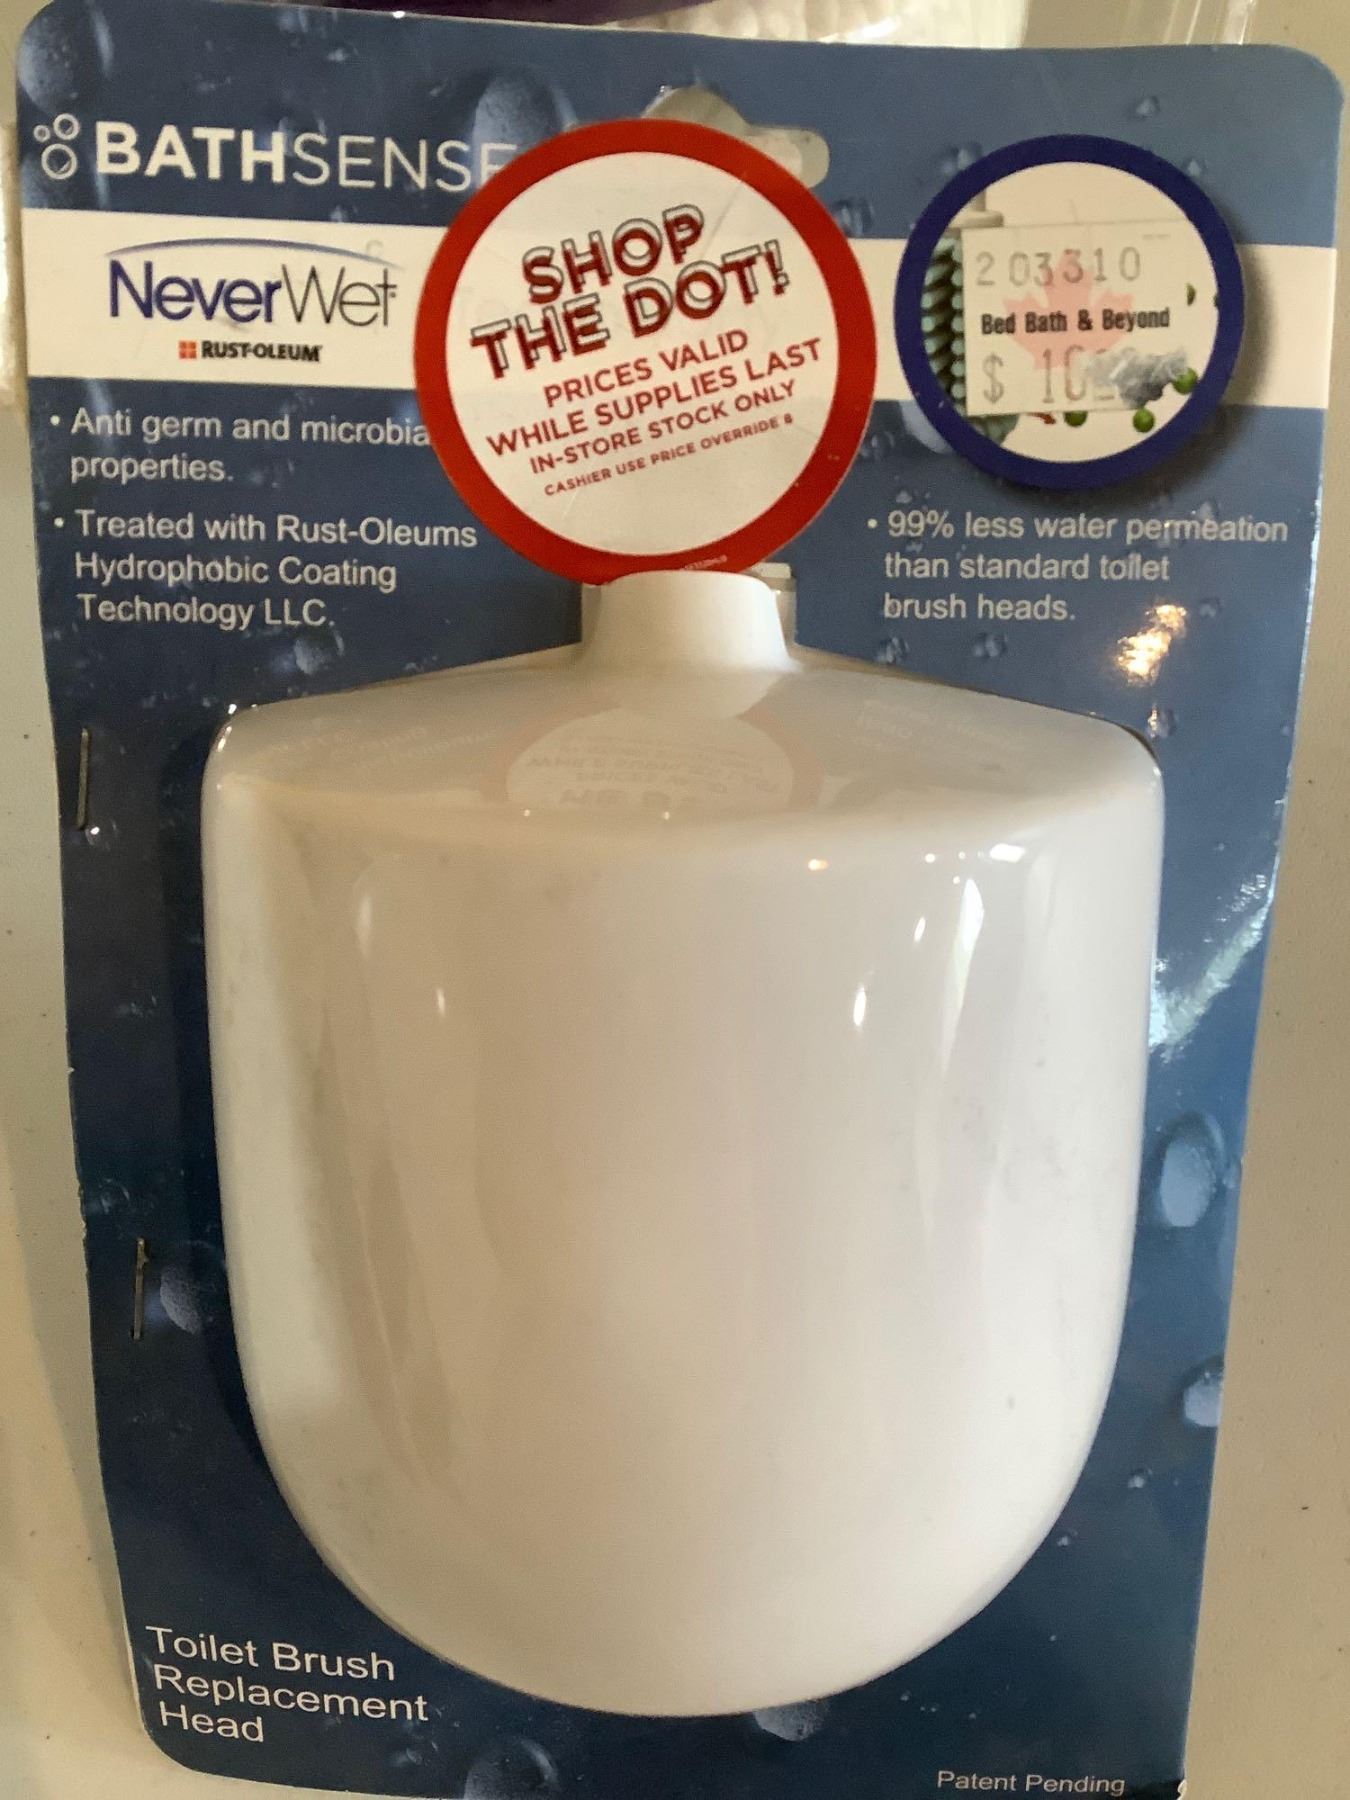 BATHSENSE
NeverWet
RUST-OLEUM
SHOP
THE DOT!
PRICES VALID
WHILE SUPPLIES LAST
IN-STORE STOCK ONLY
CASHIER USE PRICE OVERRIDE 8
203310
Bed Bath & Beyond
$ 10
• Anti germ and microbia
properties.
• Treated with Rust-Oleums
Hydrophobic Coating
Technology LLC.
• 99% less water permeation
than standard toilet
brush heads.
Toilet Brush
Replacement
Head
Patent Pending